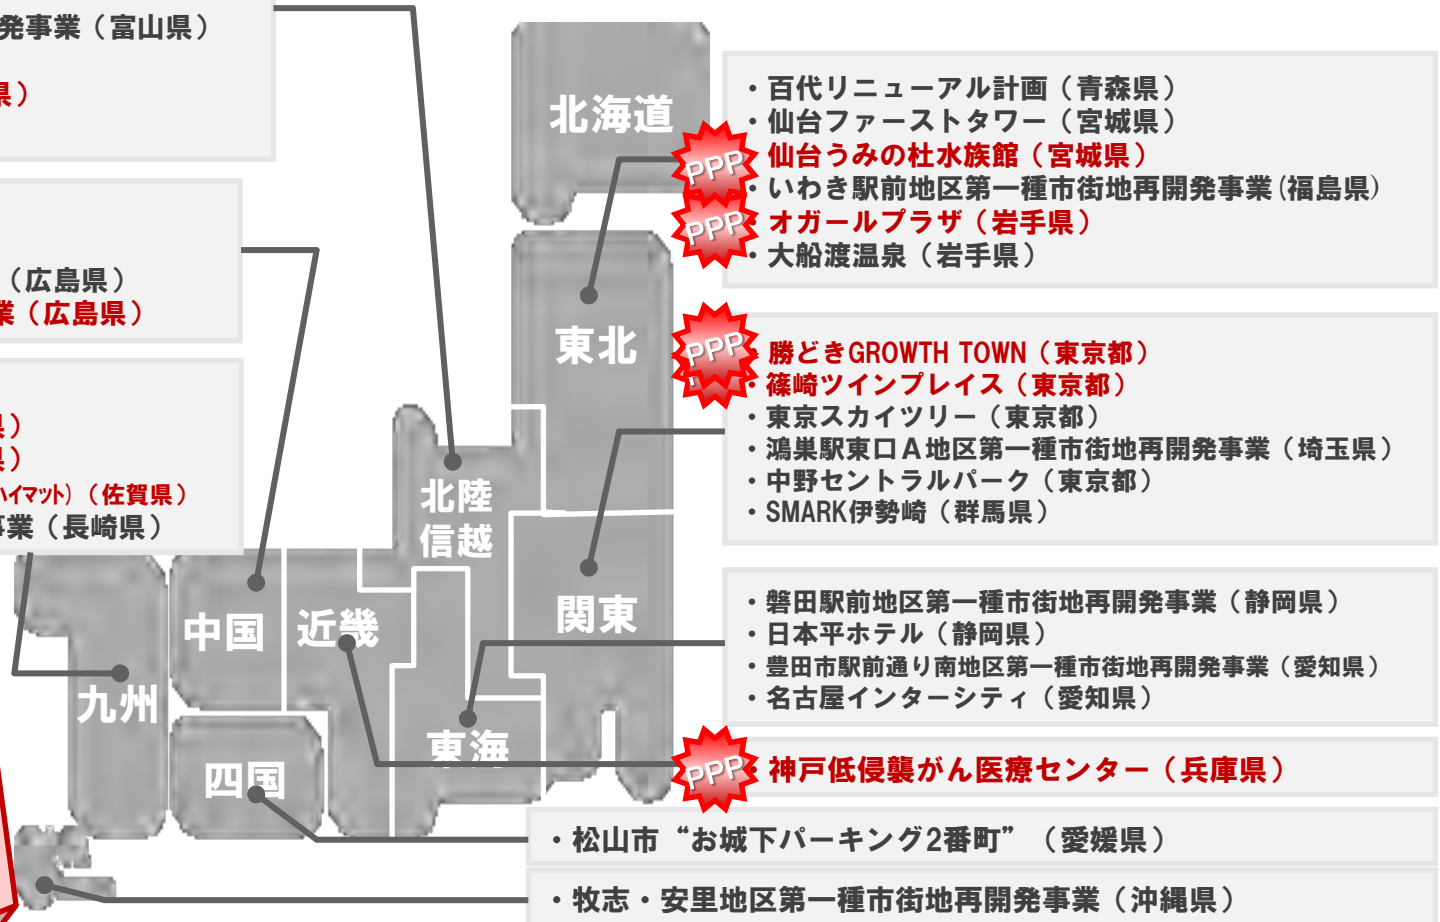 発事業（富山県）
県）
（広島県）
業（広島県）
県）
県）
ハイマット）（佐賀県）
事業（長崎県）
北海道
東北
北陸
信越
関東
中国
近畿
九州
東海
四国
・百代リニューアル計画（青森県）
・仙台ファーストタワー（宮城県）
PPP
仙台うみの杜水族館（宮城県）
・いわき駅前地区第一種市街地再開発事業（福島県）
PPP
・オガールプラザ（岩手県）
・大船渡温泉（岩手県）
PPP
・勝どきGROWTH TOWN（東京都）
・篠崎ツインプレイス（東京都）
・東京スカイツリー（東京都）
・鴻巣駅東口A地区第一種市街地再開発事業（埼玉県）
・中野セントラルパーク（東京都）
・SMARK伊勢崎（群馬県）
・磐田駅前地区第一種市街地再開発事業（静岡県）
・日本平ホテル（静岡県）
・豊田市駅前通り南地区第一種市街地再開発事業（愛知県）
・名古屋インターシティ（愛知県）
PPP
・神戸低侵襲がん医療センター（兵庫県）
・松山市“お城下パーキング2番町”（愛媛県）
・牧志・安里地区第一種市街地再開発事業（沖縄県）